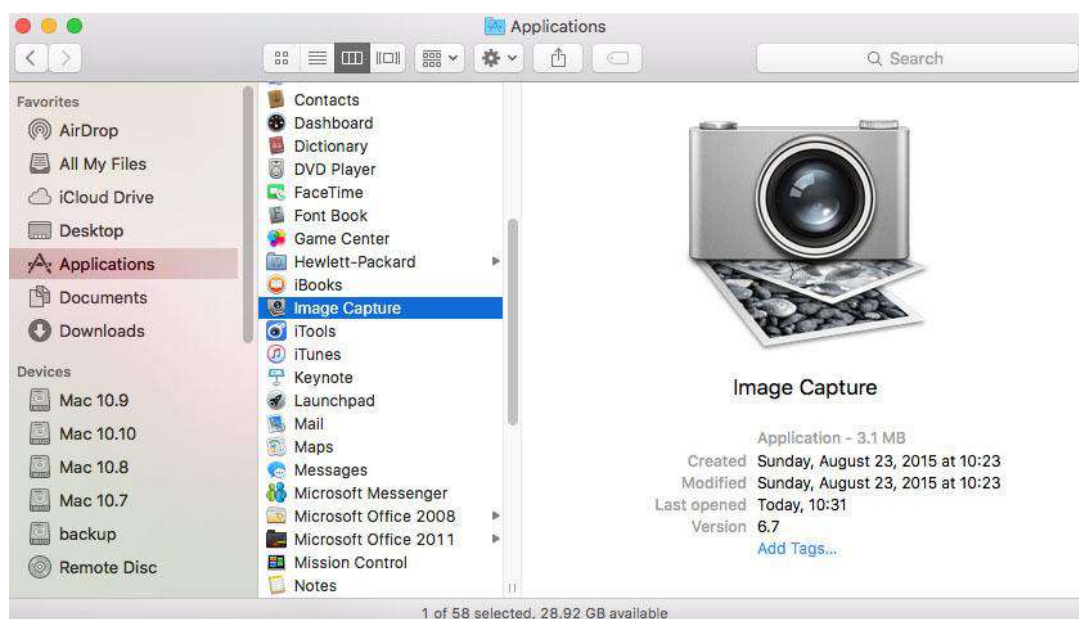 Applications
Search
Favorites
AirDrop
All My Files
iCloud Drive
Desktop
Applications
Documents
Downloads
Devices
Mac 10.9
Mac 10.10
Mac 10.8
Mac 10.7
backup
Remote Disc
Contacts
Dashboard
Dictionary
DVD Player
FaceTime
Font Book
Game Center
Hewlett-Packard
iBooks
Image Capture
iTools
iTunes
Keynote
Launchpad
Mail
Maps
Messages
Microsoft Messenger
Microsoft Office 2008
Microsoft Office 2011
Mission Control
Notes
Image Capture
Application - 3.1 MB
Created Sunday, August 23, 2015 at 10:23
Modified Sunday, August 23, 2015 at 10:23
Last opened Today, 10:31
Version 6.7
Add Tags...
1 of 58 selected, 28.92 GB available